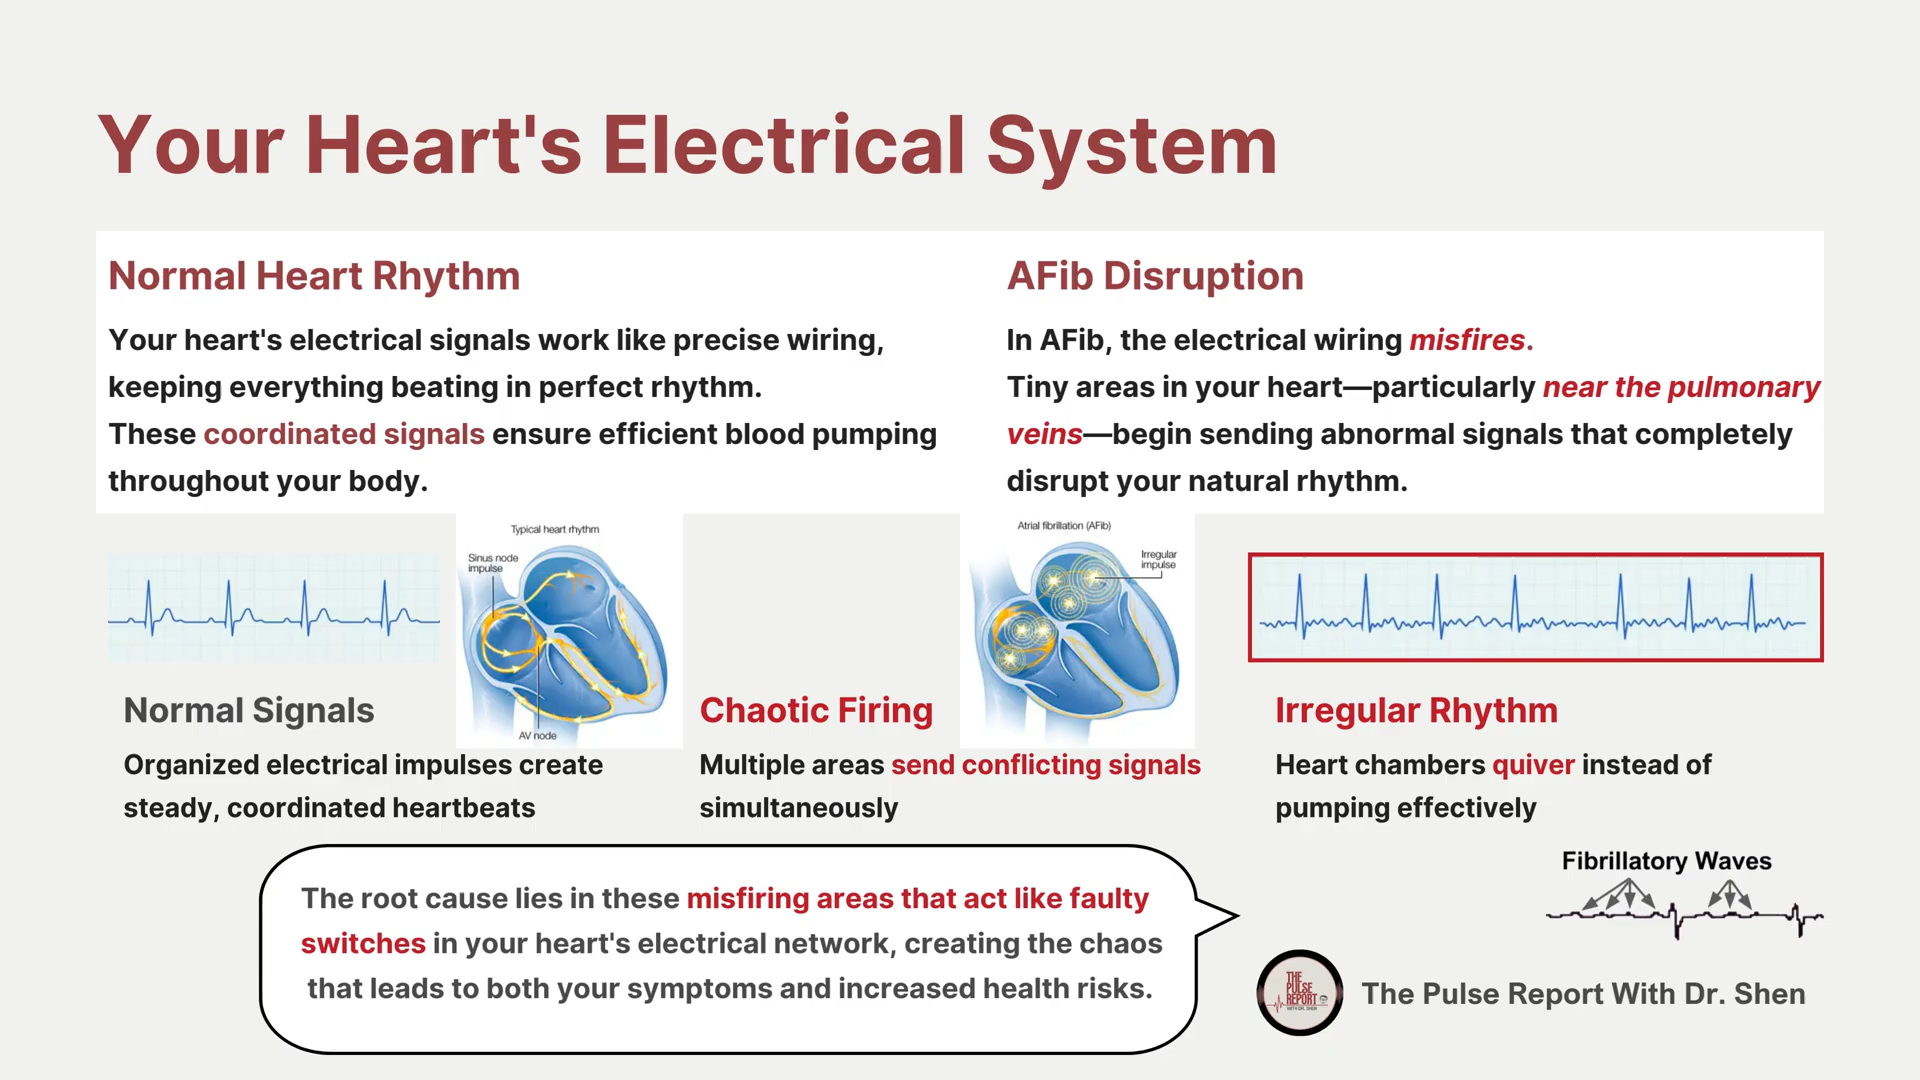 Your Heart's Electrical System
Normal Heart Rhythm
Your heart's electrical signals work like precise wiring,
keeping everything beating in perfect rhythm.
These coordinated signals ensure efficient blood pumping
throughout your body.
AFib Disruption
In AFib, the electrical wiring misfires.
Tiny areas in your heart—particularly near the pulmonary
veins—begin sending abnormal signals that completely
disrupt your natural rhythm.
Typical heart rhythm
Sinus node
impulse
AV node
Atrial fibrillation (AFib)
Irregular
impulse
Normal Signals
Organized electrical impulses create
steady, coordinated heartbeats
Chaotic Firing
Multiple areas send conflicting signals
simultaneously
Irregular Rhythm
Heart chambers quiver instead of
pumping effectively
The root cause lies in these misfiring areas that act like faulty
switches in your heart's electrical network, creating the chaos
that leads to both your symptoms and increased health risks.
Fibrillatory Waves
THE
PULSE
REPORT
WITH DR. SHEN
The Pulse Report With Dr. Shen